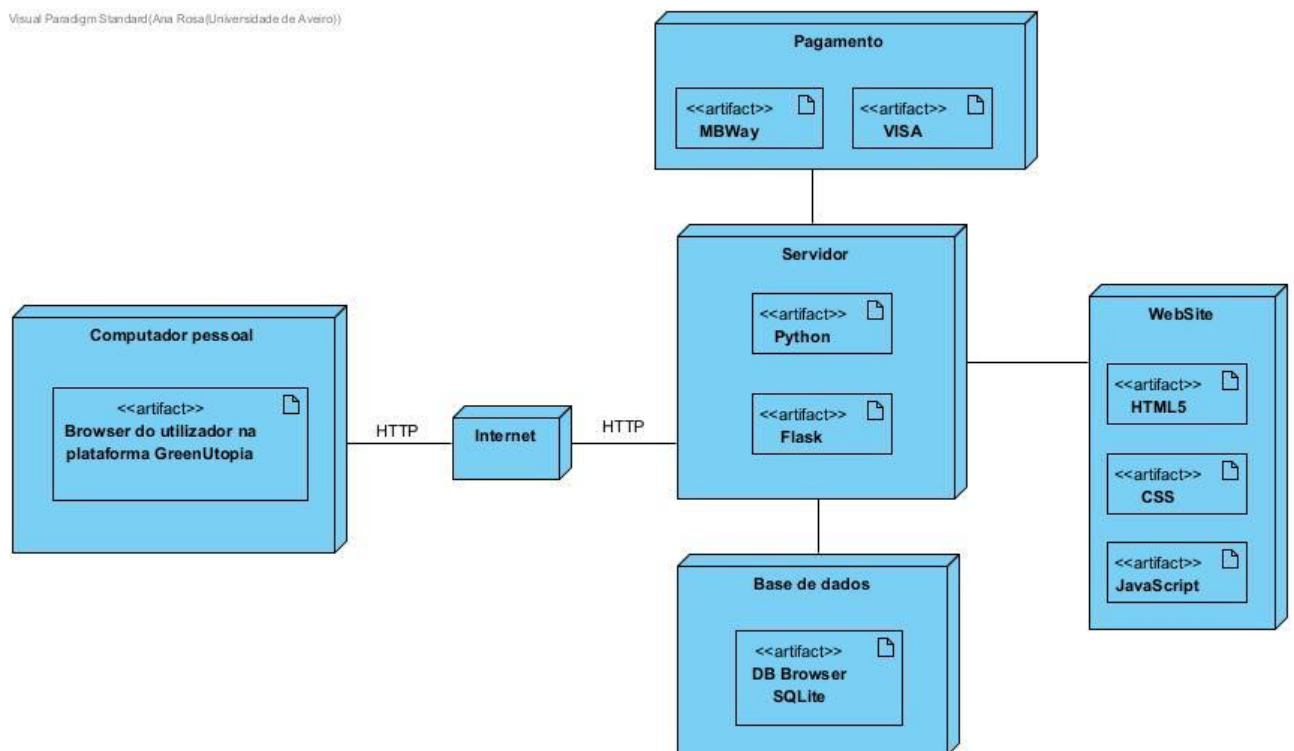 Visual Paradigm Standard(Ana Rosa(Universidade de Aveiro))
Pagamento
<<artifact>>
MBWay
<<artifact>>
VISA
Servidor
<<artifact>>
Python
<<artifact>>
Flask
Computador pessoal
<<artifact>>
Browser do utilizador na
plataforma GreenUtopia
HTTP
Internet
HTTP
WebSite
<<artifact>>
HTML5
<<artifact>>
CSS
<<artifact>>
JavaScript
Base de dados
<<artifact>>
DB Browser
SQLite